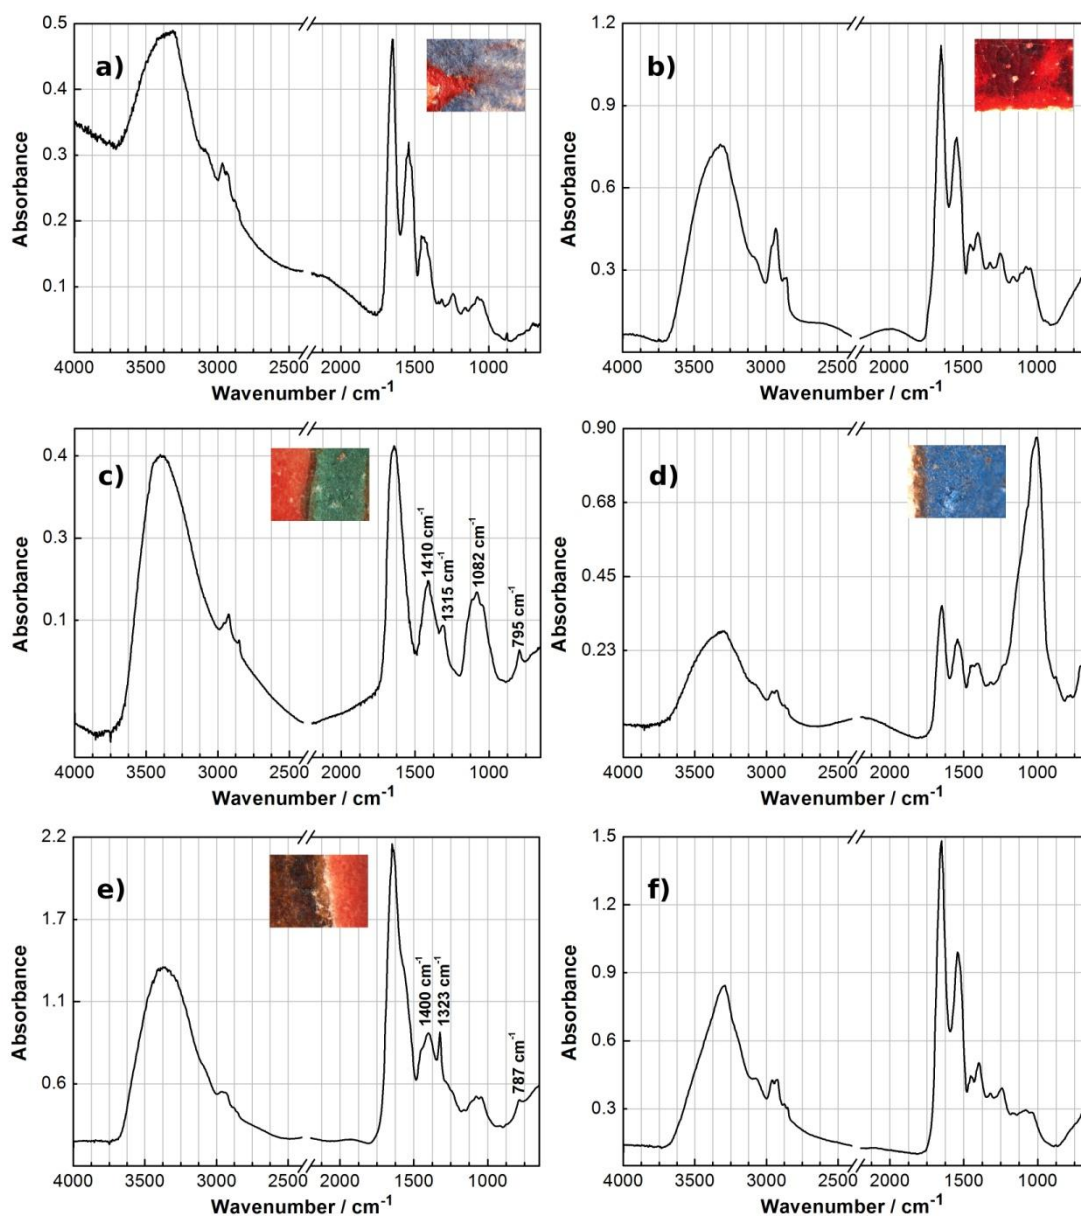 a)
Absorbance
0.5
0.4
0.3
0.2
0.1
4000 3500 3000 2500 2000 1500 1000
Wavenumber / cm-1
b)
Absorbance
1.2
0.9
0.6
0.3
4000 3500 3000 2500 2000 1500 1000
Wavenumber / cm-1
c)
Absorbance
0.4
0.3
0.1
1410 cm-1
1315 cm-1
1082 cm-1
795 cm-1
4000 3500 3000 2500 2000 1500 1000
Wavenumber / cm-1
d)
Absorbance
0.90
0.68
0.45
0.23
4000 3500 3000 2500 2000 1500 1000
Wavenumber / cm-1
e)
Absorbance
2.2
1.7
1.1
0.6
1400 cm-1
1323 cm-1
787 cm-1
4000 3500 3000 2500 2000 1500 1000
Wavenumber / cm-1
f)
Absorbance
1.5
1.2
0.9
0.6
0.3
4000 3500 3000 2500 2000 1500 1000
Wavenumber / cm-1